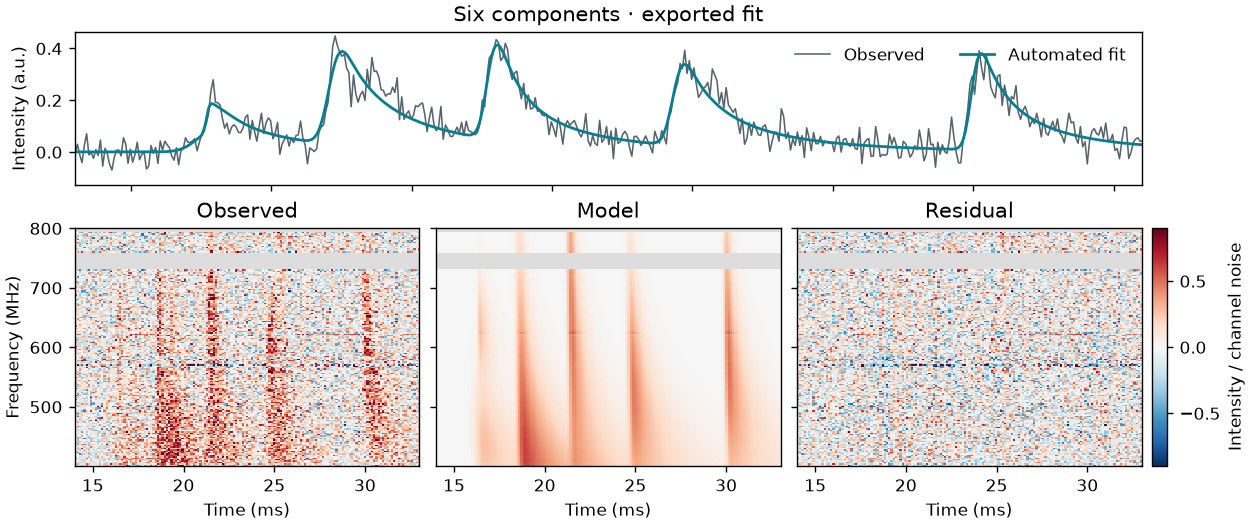 Six components · exported fit
Intensity (a.u.)
0.4
0.2
0.0
Observed
Automated fit
Observed
Model
Residual
Frequency (MHz)
800
700
600
500
15 20 25 30
15 20 25 30
15 20 25 30
Time (ms)
Time (ms)
Time (ms)
0.5
0.0
−0.5
Intensity / channel noise